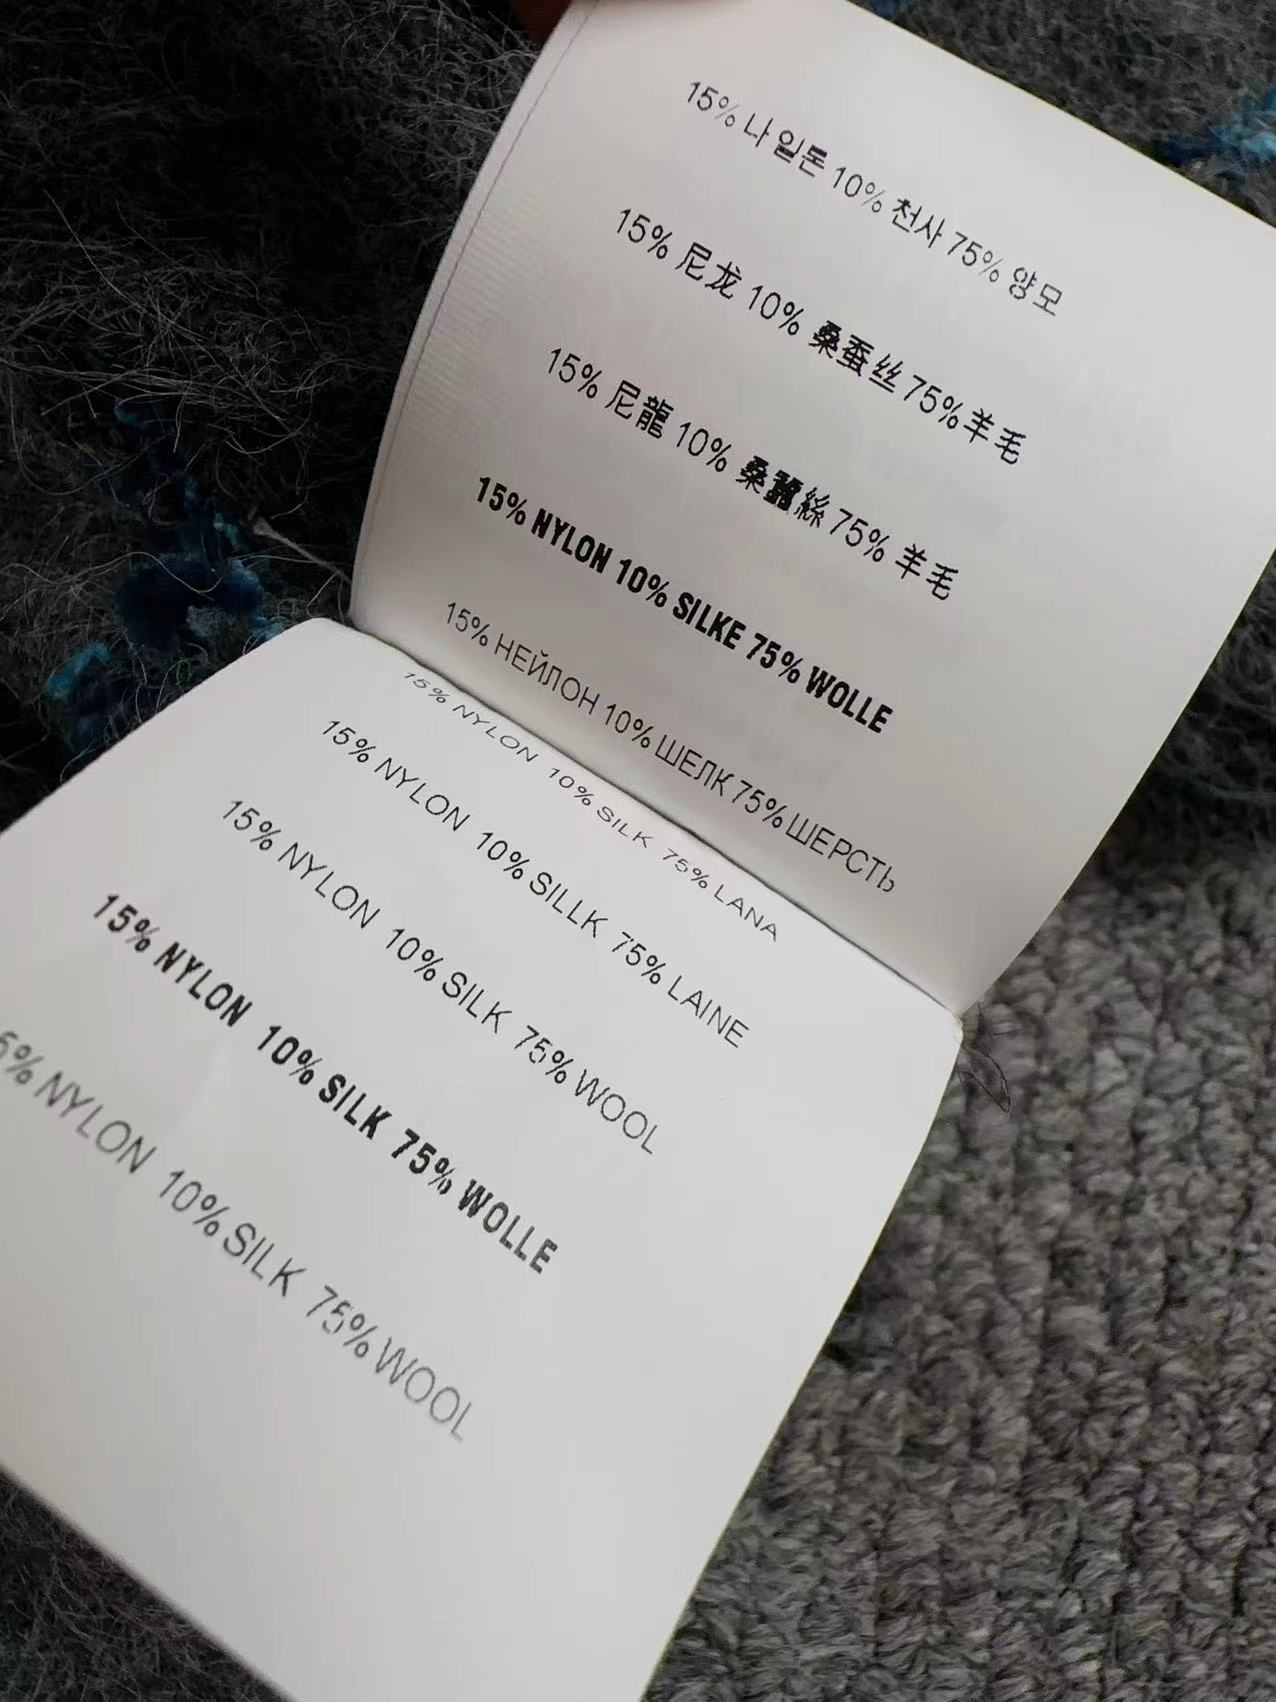 15% 나일론 10% 천사 75% 양모
15% 尼龙 10% 桑蚕丝 75% 羊毛
15% 尼龍 10% 桑蠶絲 75% 羊毛
15% NYLON 10% SILKE 75% WOLLE
15% НЕЙЛОН 10% ШЕЛК 75% ШЕРСТЬ
15% NYLON 10% SILK 75% LANA
15% NYLON 10% SILLK 75% LAINE
15% NYLON 10% SILK 75% WOOL
15% NYLON 10% SILK 75% WOLLE
5% NYLON 10% SILK 75% WOOL